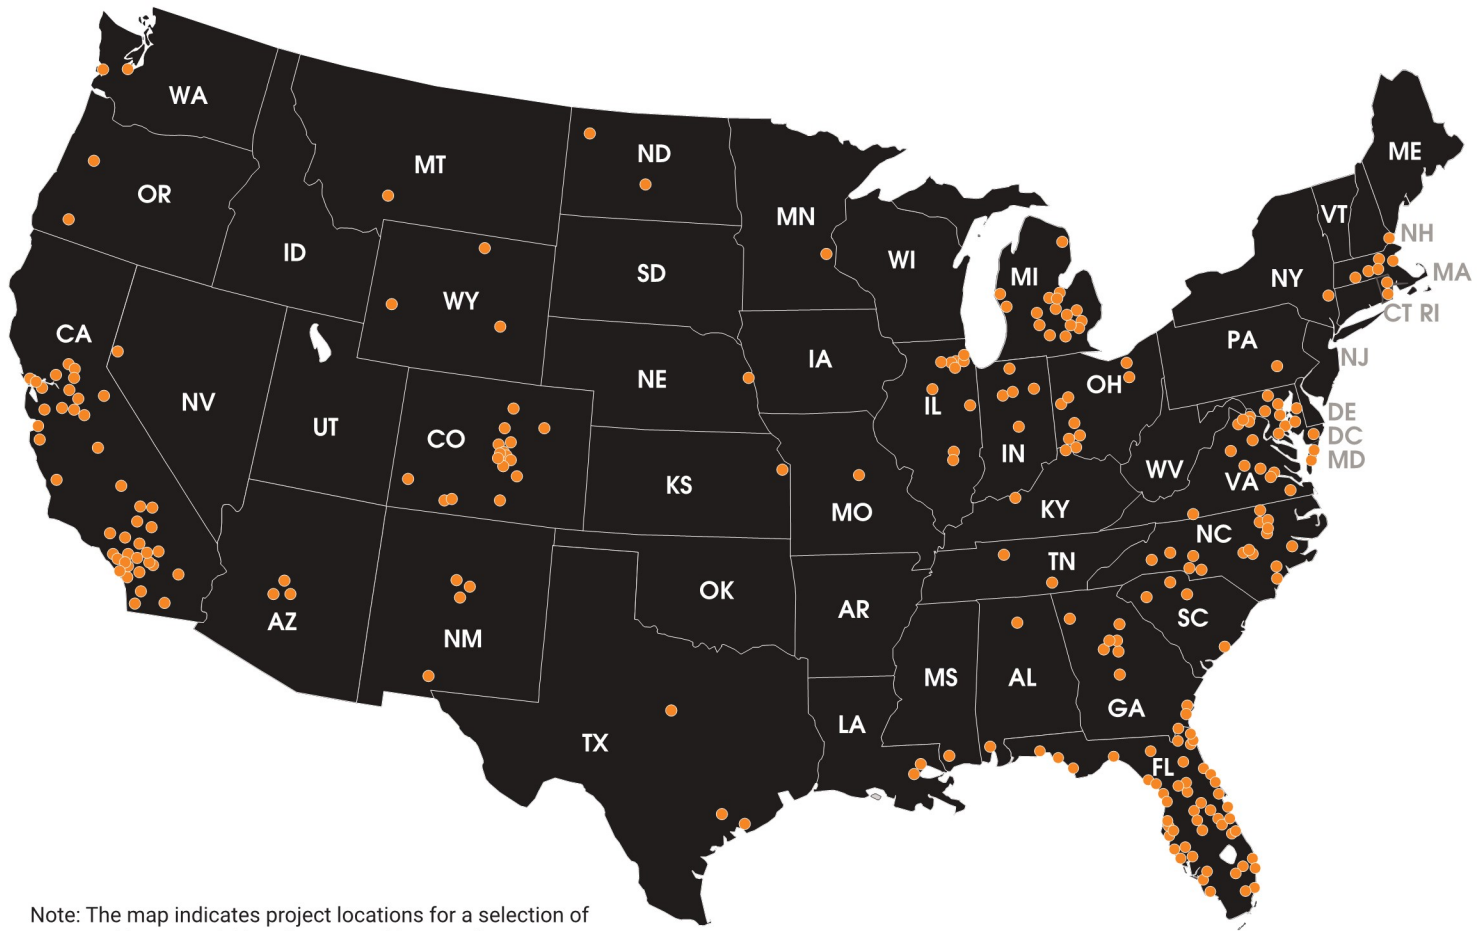 WA
OR
CA
ID
NV
MT
WY
UT
CO
AZ
NM
ND
SD
NE
KS
OK
TX
MN
IA
MO
AR
LA
WI
IL
MI
IN
OH
KY
TN
MS
AL
GA
FL
SC
NC
VA
WV
PA
NY
VT
ME
NH
MA
CT RI
NJ
DE
DC
MD
Note: The map indicates project locations for a selection of